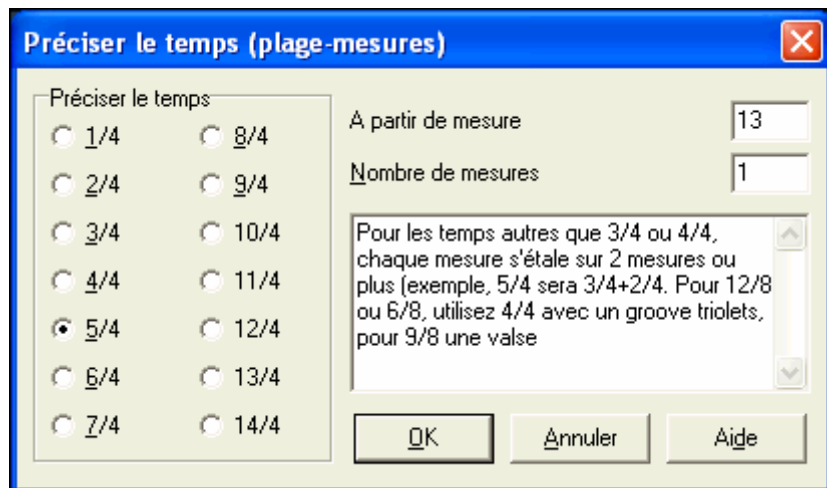 Préciser le temps (plage-mesures)
Préciser le temps
1/4
2/4
3/4
4/4
5/4
6/4
7/4
8/4
9/4
10/4
11/4
12/4
13/4
14/4
A partir de mesure 13
Nombre de mesures 1
Pour les temps autres que 3/4 ou 4/4,
chaque mesure s'étale sur 2 mesures ou
plus (exemple, 5/4 sera 3/4+2/4. Pour 12/8
ou 6/8, utilisez 4/4 avec un groove triolets,
pour 9/8 une valse
OK Annuler Aide